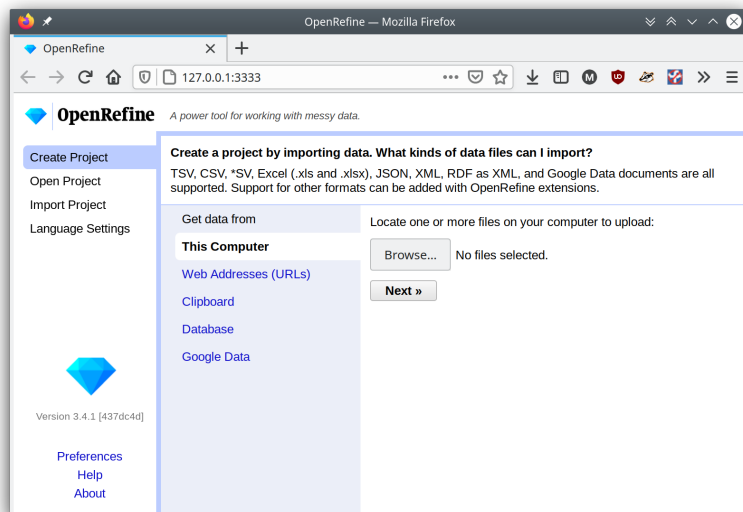 OpenRefine — Mozilla Firefox
OpenRefine
127.0.0.1:3333
OpenRefine A power tool for working with messy data.
Create Project
Open Project
Import Project
Language Settings
Version 3.4.1 [437dc4d]
Preferences
Help
About
Create a project by importing data. What kinds of data files can I import?
TSV, CSV, *SV, Excel (.xls and .xlsx), JSON, XML, RDF as XML, and Google Data documents are all
supported. Support for other formats can be added with OpenRefine extensions.
Get data from
This Computer
Web Addresses (URLs)
Clipboard
Database
Google Data
Locate one or more files on your computer to upload:
Browse... No files selected.
Next »